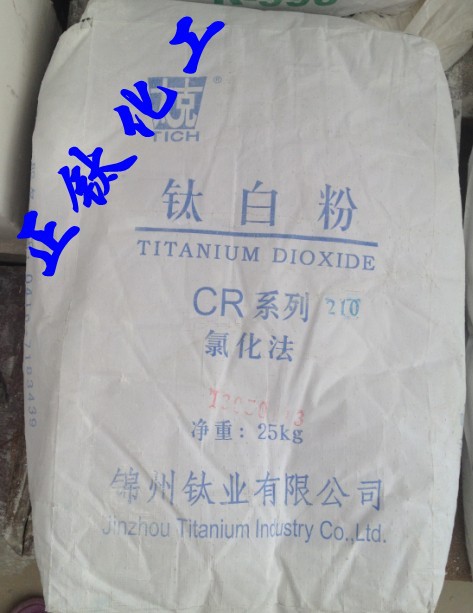 正钛化工
TICH
®
钛白粉
TITANIUM DIOXIDE
CR系列 210
氯化法
净重：25kg
锦州钛业有限公司
Jinzhou Titanium Industry Co.,Ltd.